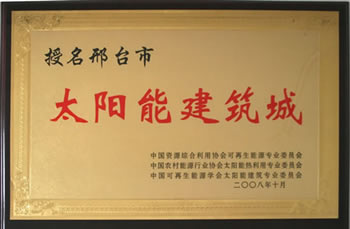 授名邢台市
太阳能建筑城
中国资源综合利用协会可再生能源专业委员会
中国农村能源行业协会太阳能热利用专业委员会
中国可再生能源学会太阳能建筑专业委员会
二〇〇八年十月